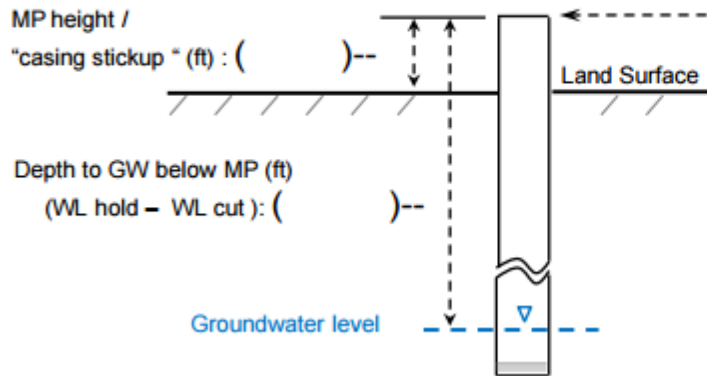 MP height /
“casing stickup “ (ft) : ( )--
Land Surface
Depth to GW below MP (ft)
(WL hold – WL cut ): ( )--
Groundwater level